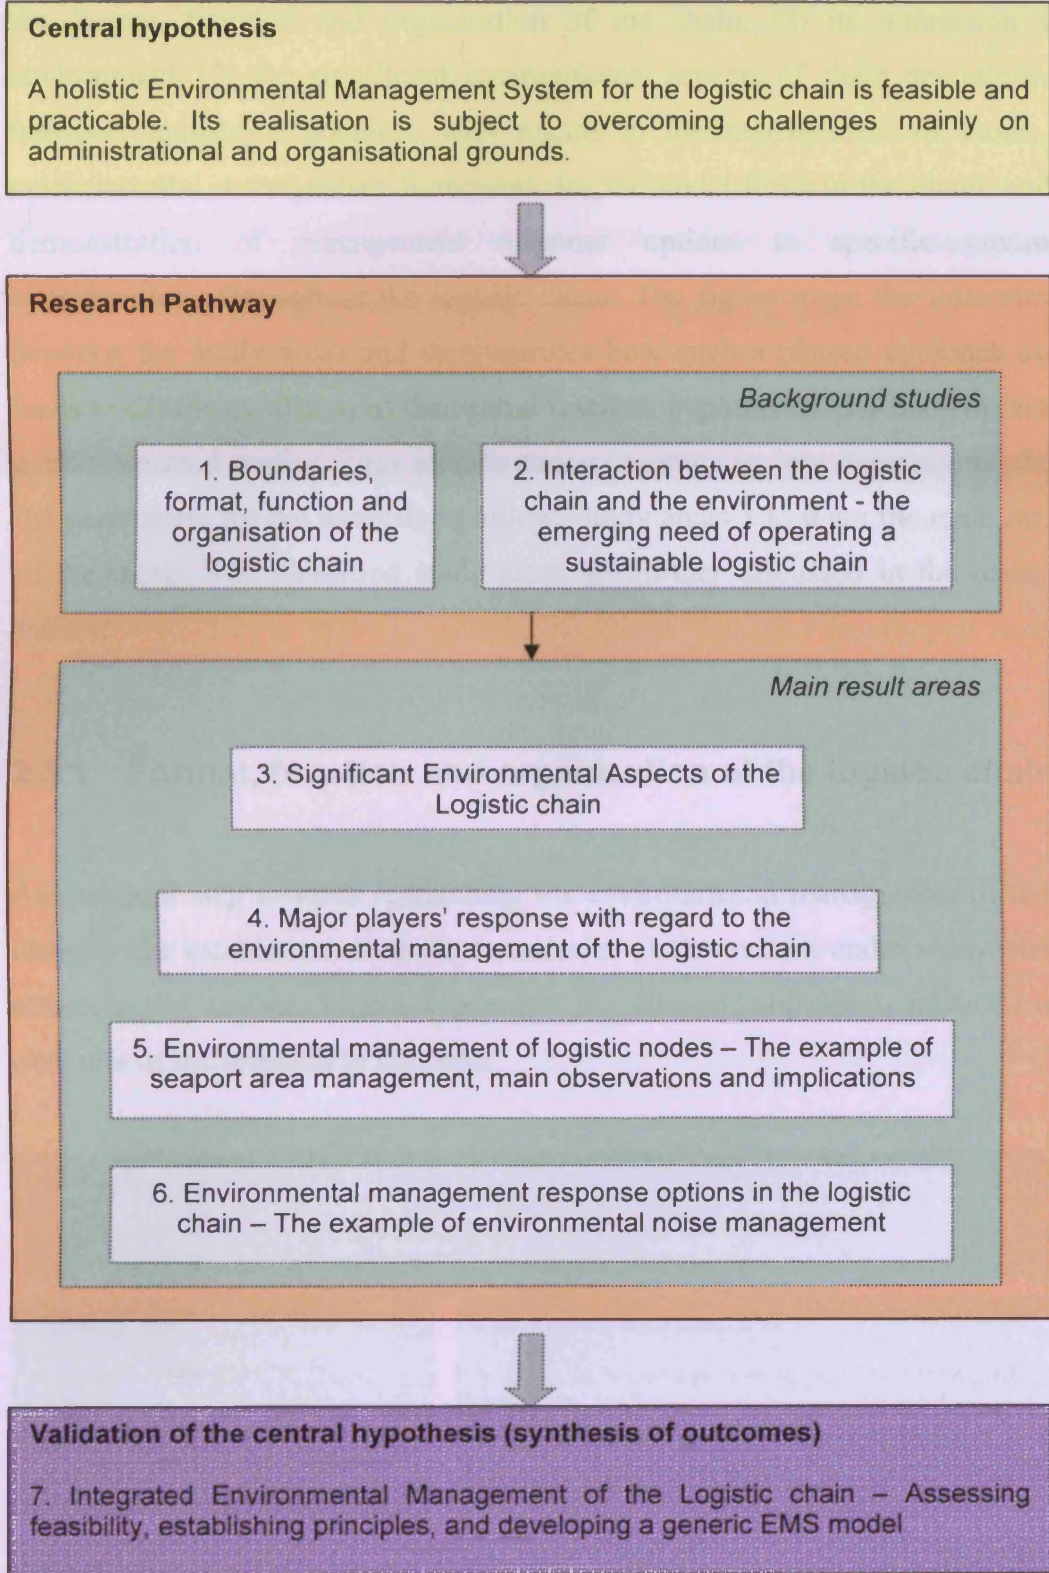 Central hypothesis
A holistic Environmental Management System for the logistic chain is feasible and
practicable. Its realisation is subject to overcoming challenges mainly on
administrational and organisational grounds.
Research Pathway
Background studies
1. Boundaries,
format, function and
organisation of the
logistic chain
2. Interaction between the logistic
chain and the environment - the
emerging need of operating a
sustainable logistic chain
Main result areas
3. Significant Environmental Aspects of the
Logistic chain
4. Major players' response with regard to the
environmental management of the logistic chain
5. Environmental management of logistic nodes – The example of
seaport area management, main observations and implications
6. Environmental management response options in the logistic
chain – The example of environmental noise management
Validation of the central hypothesis (synthesis of outcomes)
7. Integrated Environmental Management of the Logistic chain – Assessing
feasibility, establishing principles, and developing a generic EMS model